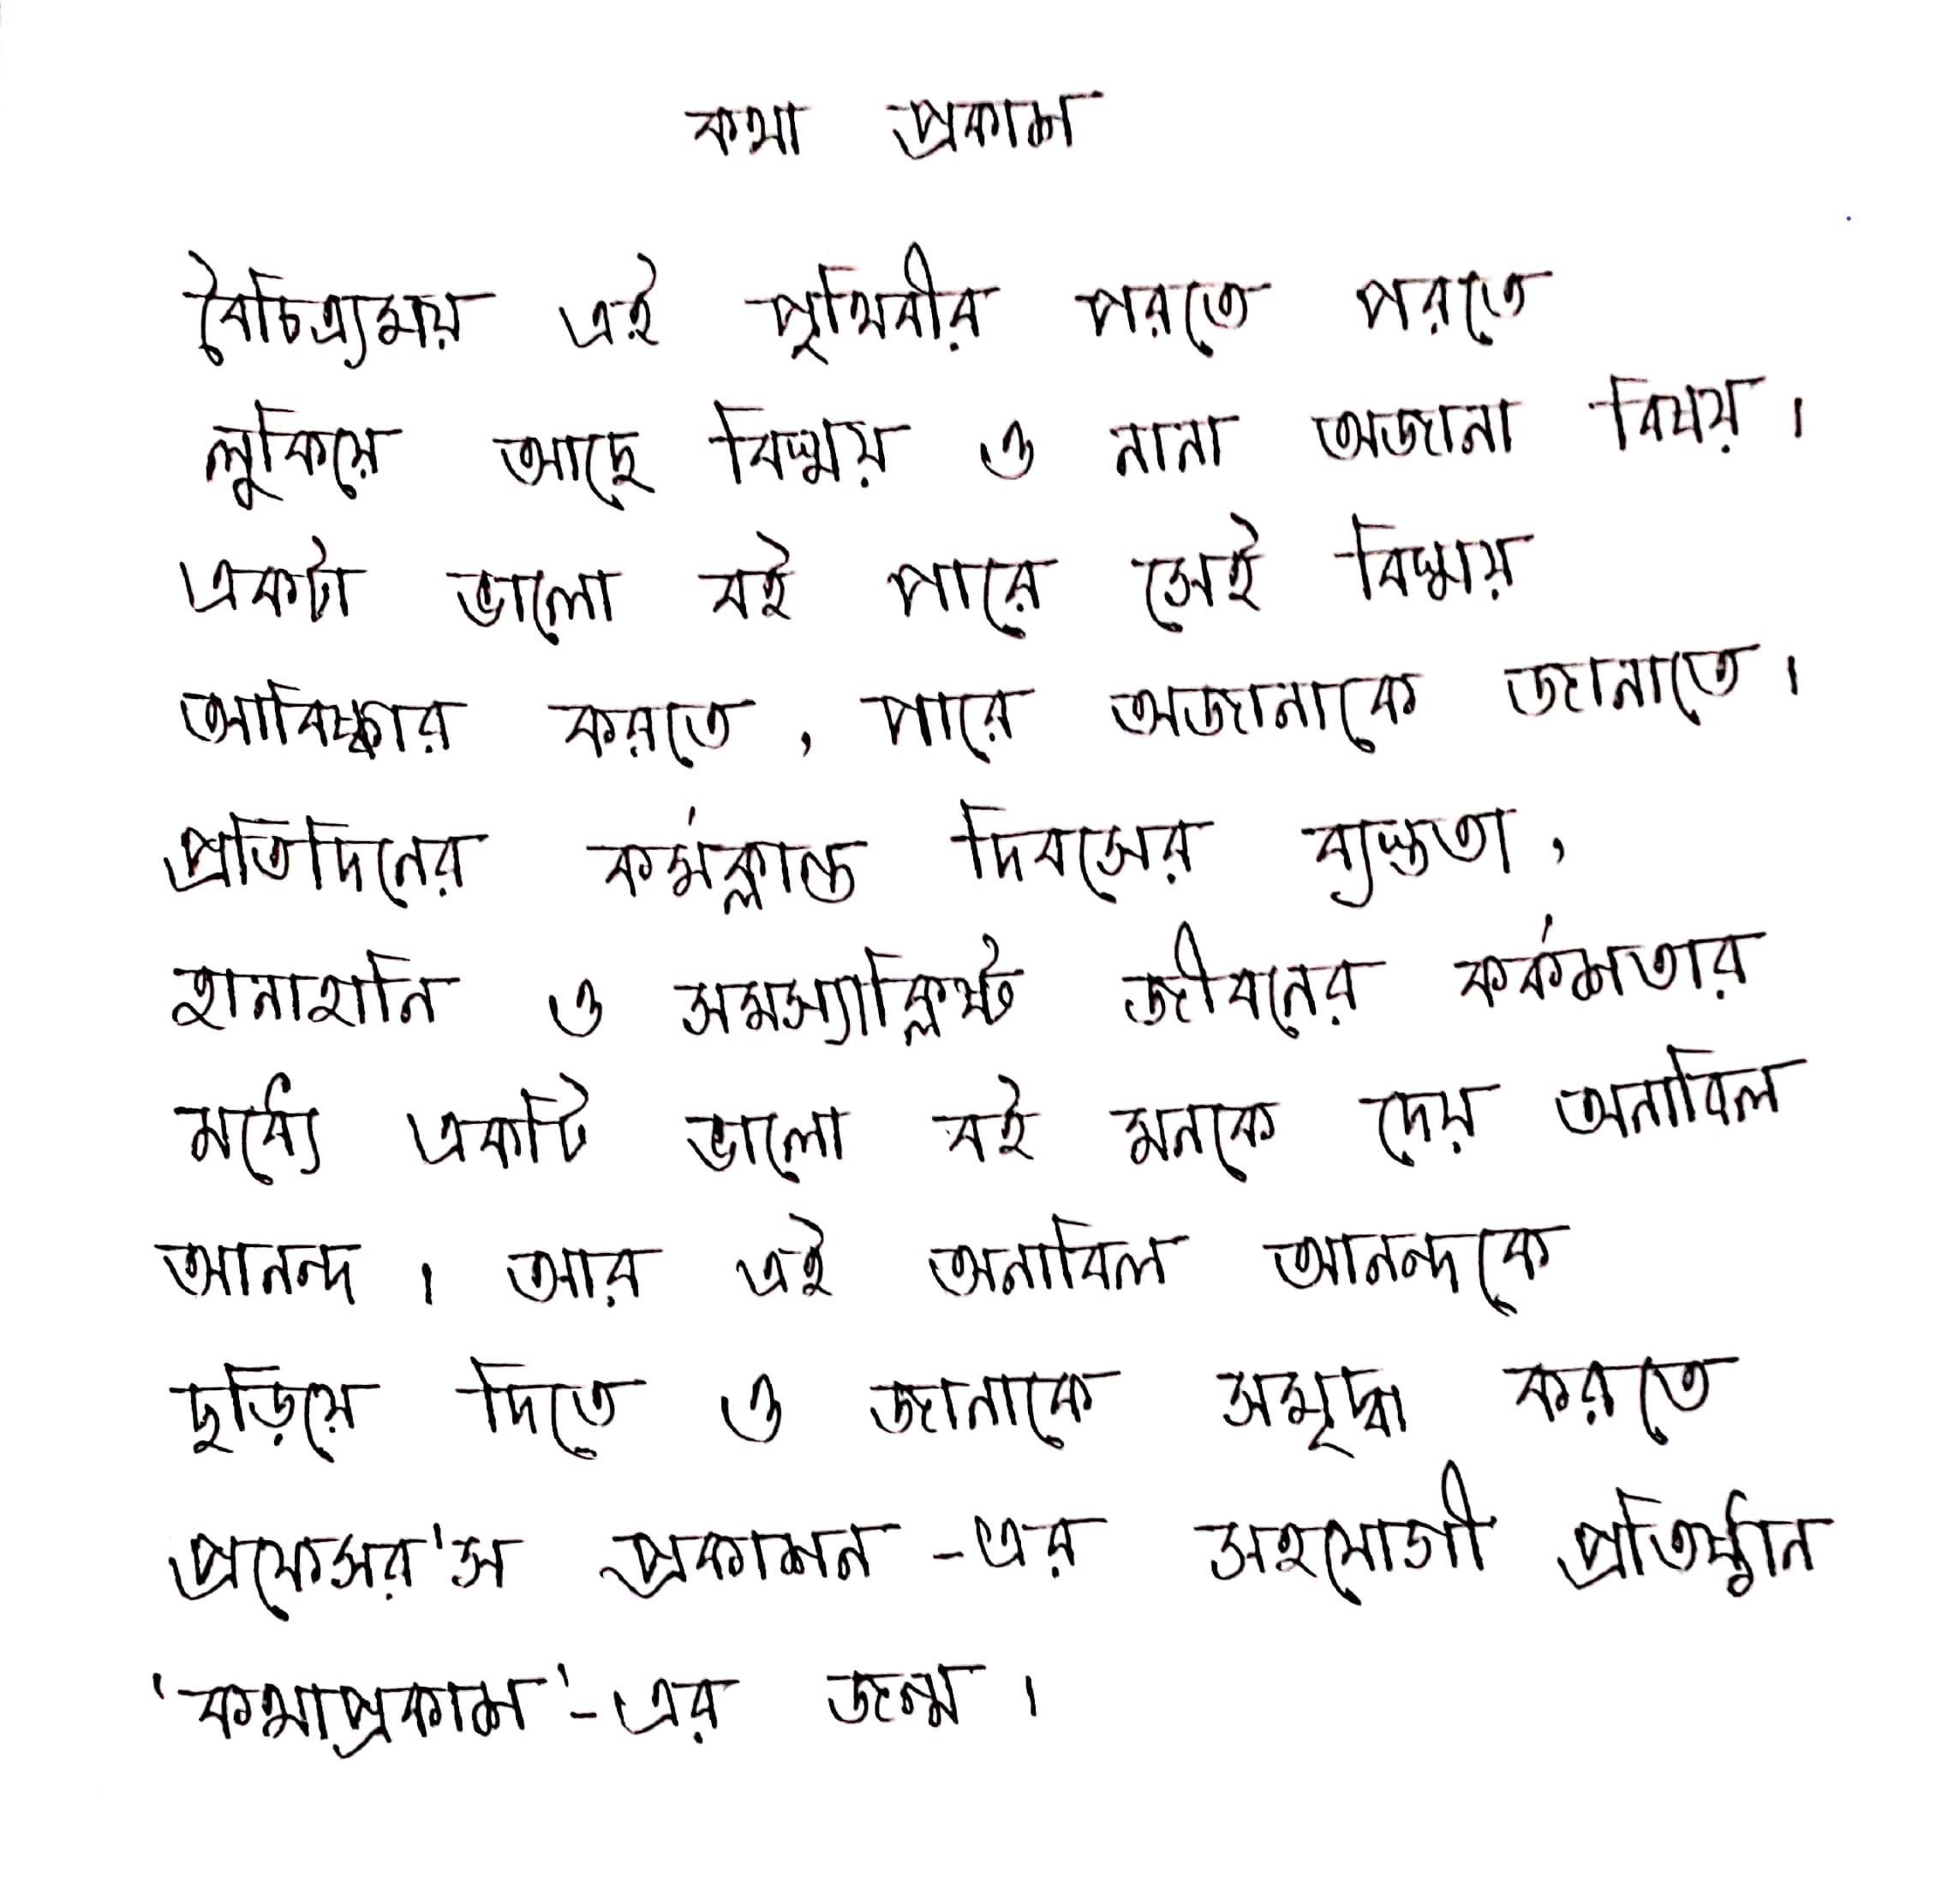 কথা প্রকাশ
বৈচিত্র্যময় এই পৃথিবীর পরতে পরতে
লুকিয়ে আছে বিস্ময় ও নানা অজানা বিষয়।
একটা ভালো বই পারে সেই বিস্ময়
আবিষ্কার করতে, পারে অজানাকে জানাতে।
প্রতিদিনের কর্মক্লান্ত দিবসের ব্যস্ততা,
হানাহানি ও সমস্যাক্লিষ্ট জীবনের কর্কশতার
মধ্যে একটি ভালো বই মনকে দেয় অনাবিল
আনন্দ। আর এই অনাবিল আনন্দকে
ছড়িয়ে দিতে ও জানাকে সমৃদ্ধ করতে
প্রফেসর'স প্রকাশন-এর সহযোগী প্রতিষ্ঠান
'কথাপ্রকাশ'-এর জন্ম।